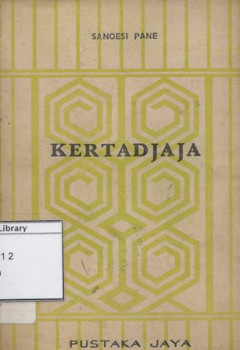 SANOESI PANE
KERTADJAJA
Library
12
PUSTAKA JAYA